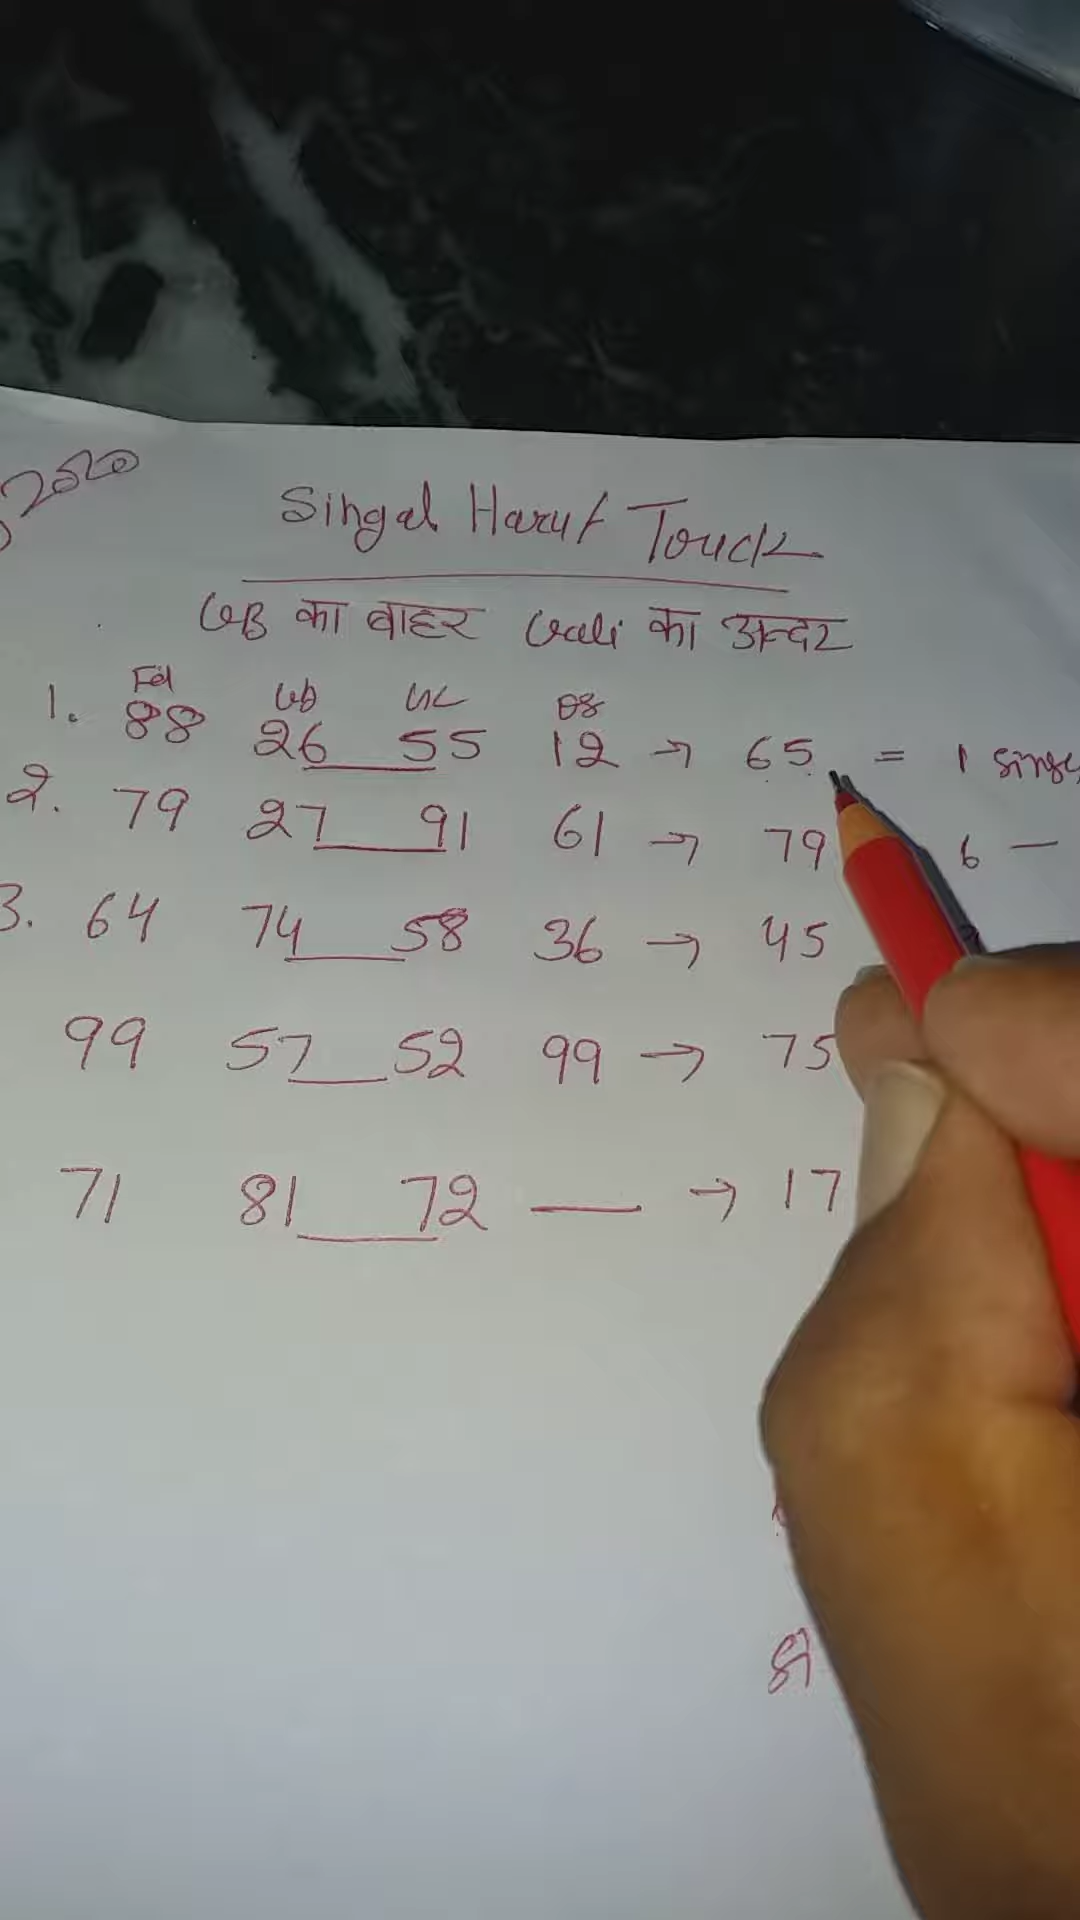 2020
Singal Haruf Touch
GB का बाहर Gali का अन्दर
Fd Gb GL DS
1. 88 26 55 12 → 65 = 1
2. 79 27 91 61 → 79 6 —
3. 64 74 58 36 → 45
99 57 52 99 → 75
71 81 72 — → 17